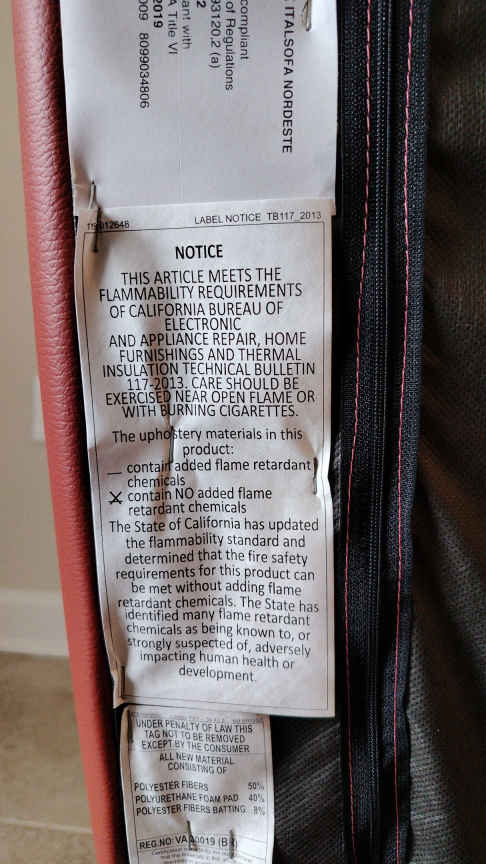 ITALSOFA NORDESTE
compliant
of Regulations
93120.2 (a)
2
ant with
A Title VI
2019
009 8099034806
LABEL NOTICE TB117_2013
NOTICE
THIS ARTICLE MEETS THE
FLAMMABILITY REQUIREMENTS
OF CALIFORNIA BUREAU OF
ELECTRONIC
AND APPLIANCE REPAIR, HOME
FURNISHINGS AND THERMAL
INSULATION TECHNICAL BULLETIN
117-2013. CARE SHOULD BE
EXERCISED NEAR OPEN FLAME OR
WITH BURNING CIGARETTES.
The upholstery materials in this
product:
__ contain added flame retardant
chemicals
X contain NO added flame
retardant chemicals
The State of California has updated
the flammability standard and
determined that the fire safety
requirements for this product can
be met without adding flame
retardant chemicals. The State has
identified many flame retardant
chemicals as being known to, or
strongly suspected of, adversely
impacting human health or
development.
UNDER PENALTY OF LAW THIS
TAG NOT TO BE REMOVED
EXCEPT BY THE CONSUMER
ALL NEW MATERIAL
CONSISTING OF
POLYESTER FIBERS 50%
POLYURETHANE FOAM PAD 40%
POLYESTER FIBERS BATTING 8%
REG.NO: VA